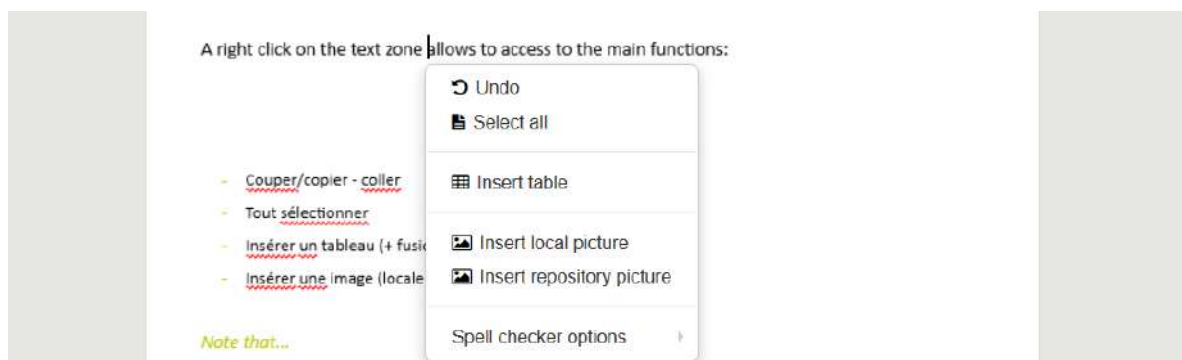 A right click on the text zone allows to access to the main functions:
Undo
Select all
Couper/copier - coller
Insert table
Tout sélectionner
Insérer un tableau (+ fusio
Insert local picture
Insérer une image (locale
Insert repository picture
Note that...
Spell checker options